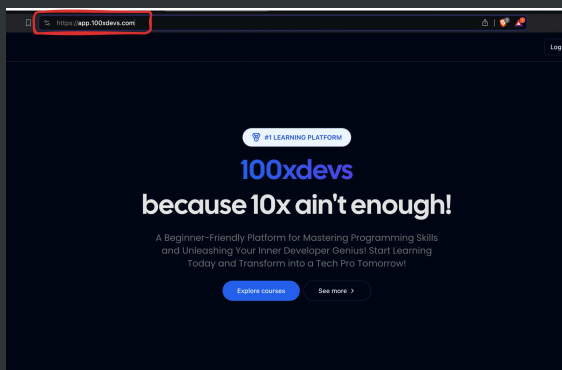 https://app.100xdevs.com
Log
#1 LEARNING PLATFORM
100xdevs
because 10x ain't enough!
A Beginner-Friendly Platform for Mastering Programming Skills
and Unleashing Your Inner Developer Genius! Start Learning
Today and Transform into a Tech Pro Tomorrow!
Explore courses
See more